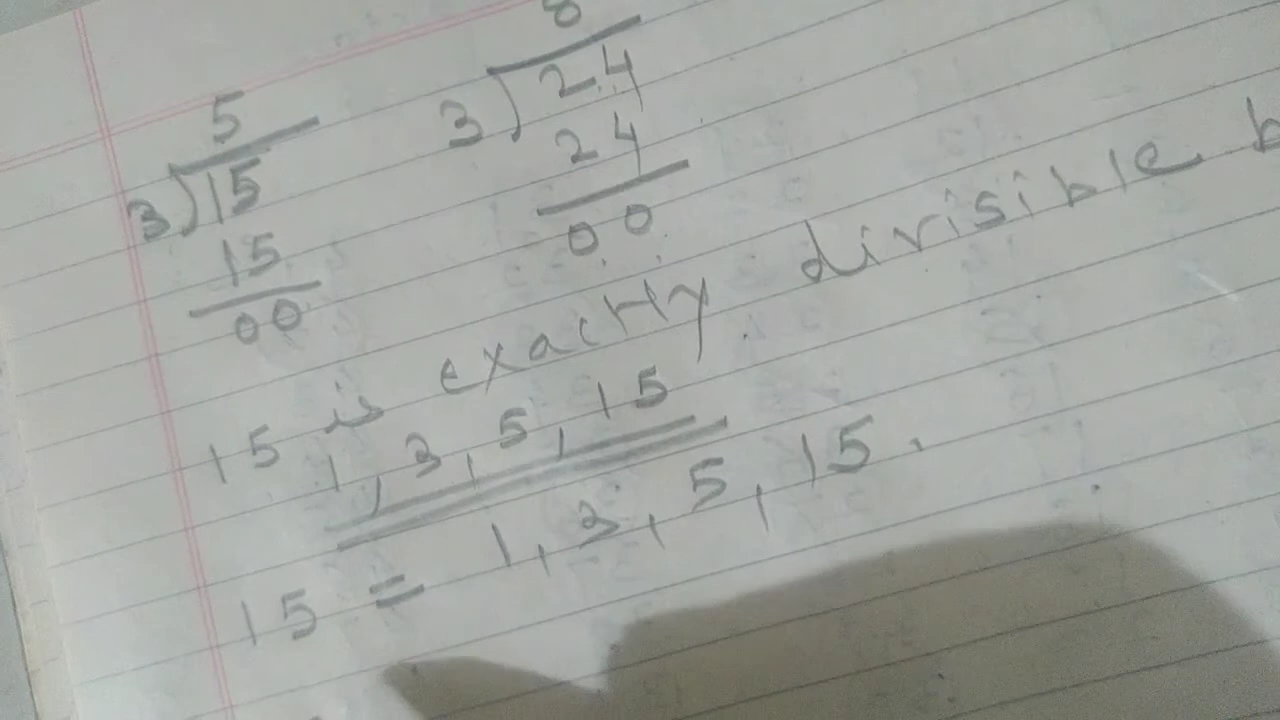 5
3)15
15
00
8
3)24
24
00
15 is exactly divisible
1, 3, 5, 15
15 = 1, 3, 5, 15.